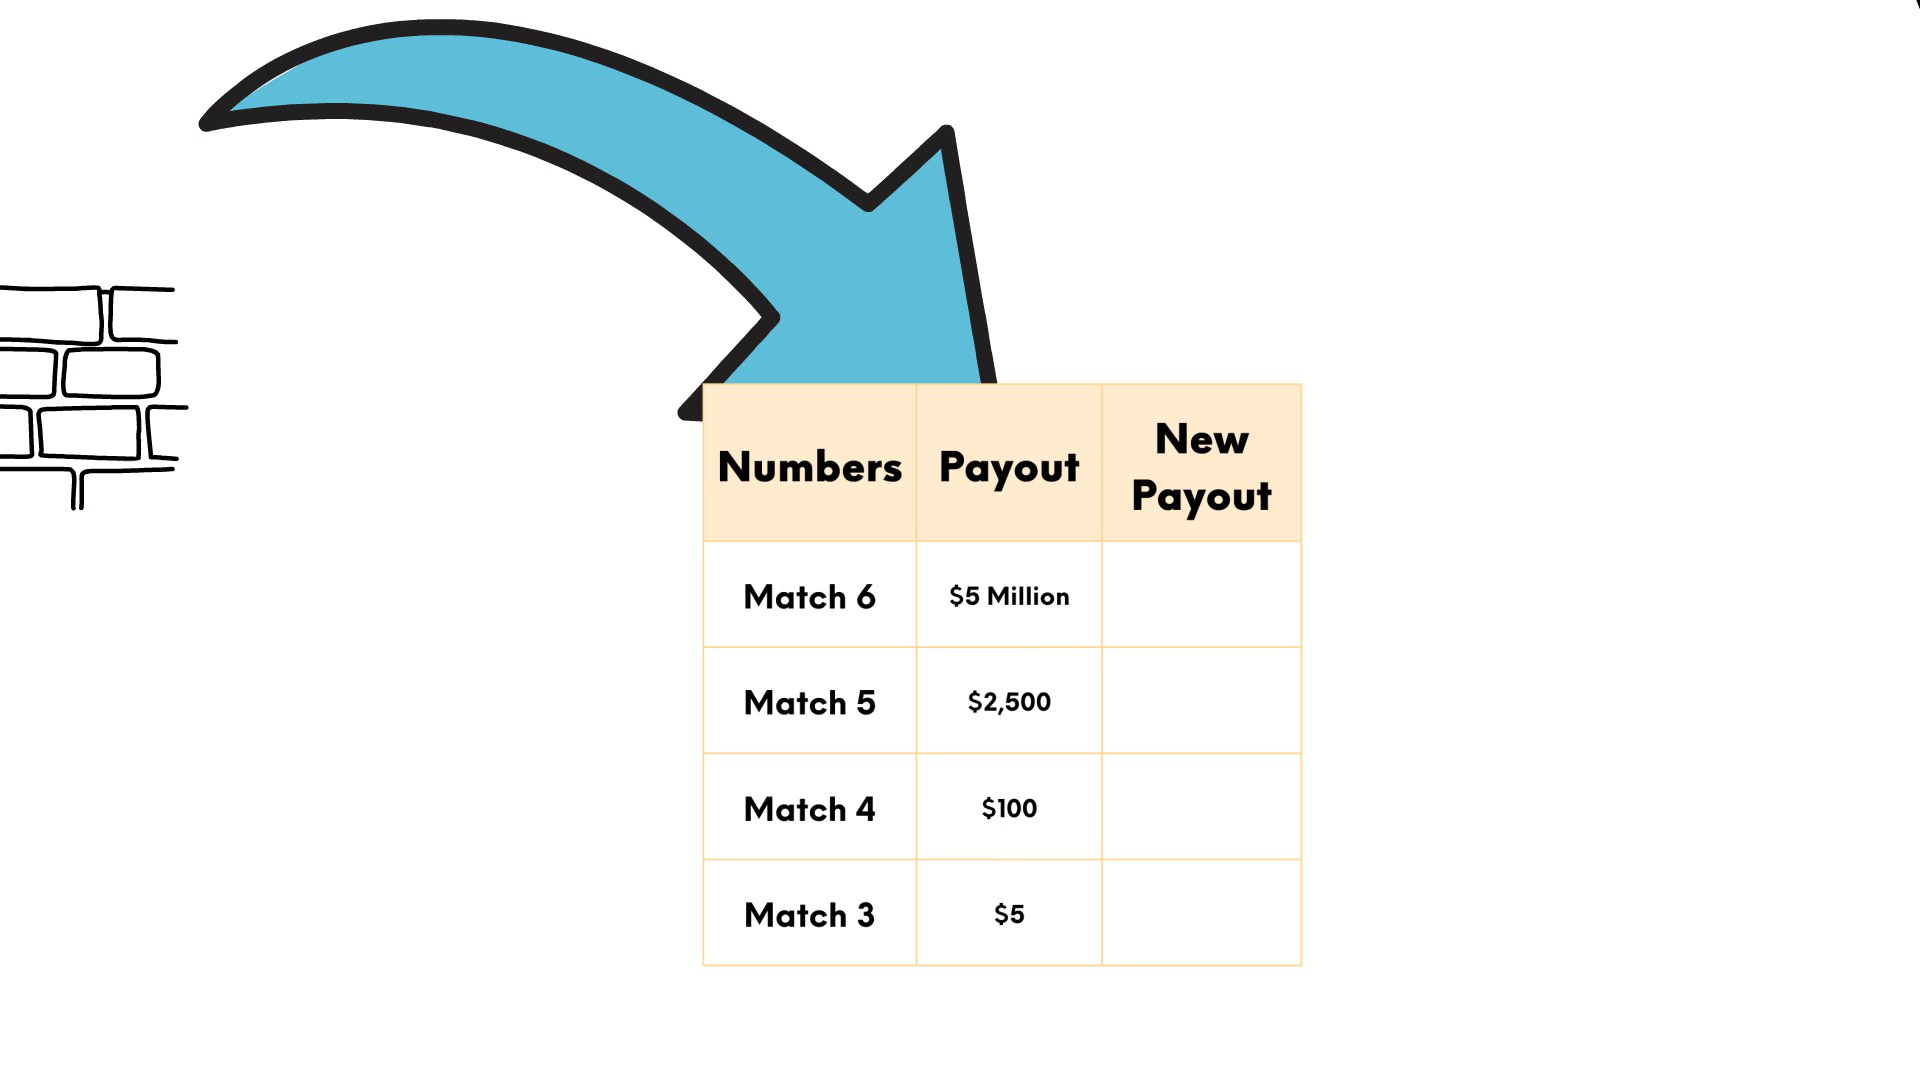 Numbers Payout New Payout
Match 6 $5 Million
Match 5 $2,500
Match 4 $100
Match 3 $5